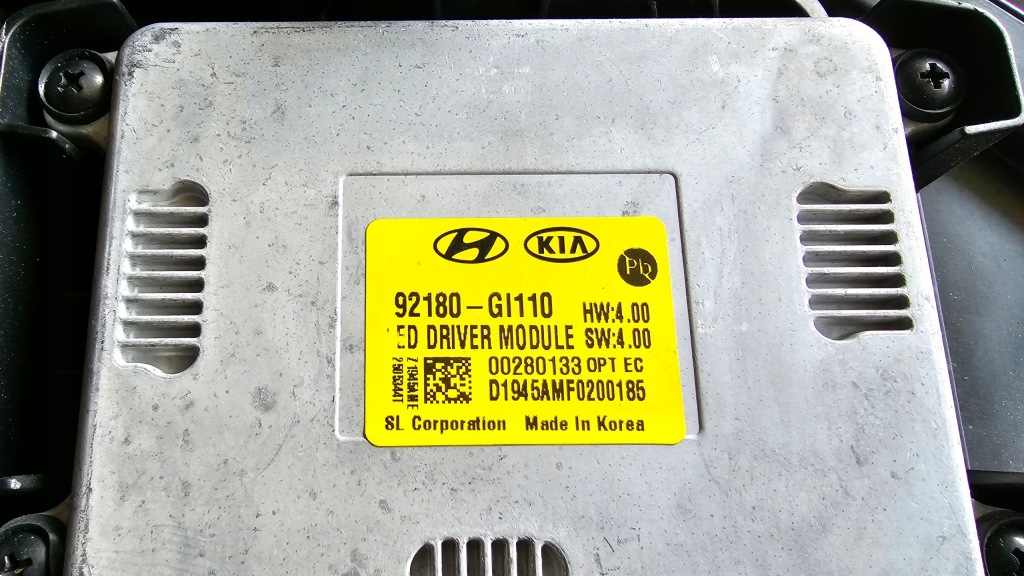 KIA
Pb
92180-GI110 HW:4.00
ED DRIVER MODULE SW:4.00
00280133 OPT EC
D1945AMF0200185
SL Corporation Made In Korea